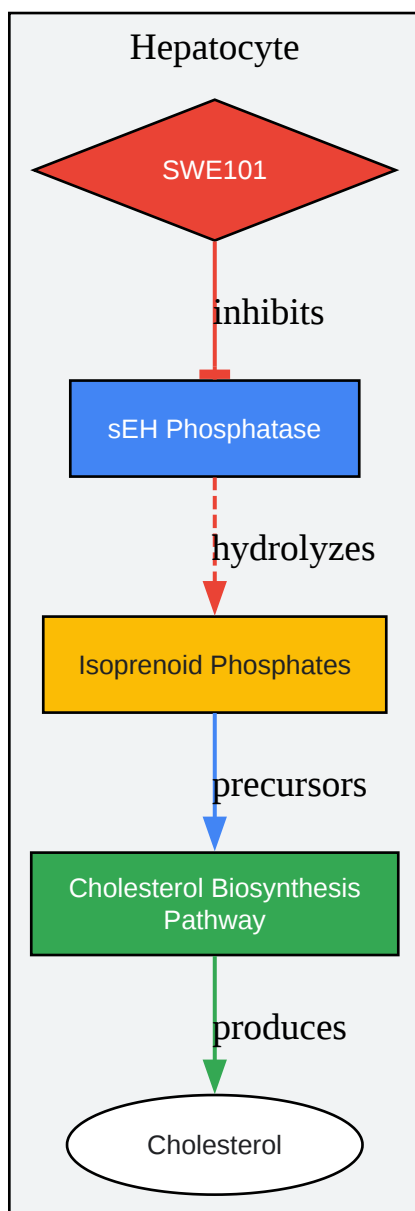 Hepatocyte
SWE101
inhibits
sEH Phosphatase
hydrolyzes
Isoprenoid Phosphates
precursors
Cholesterol Biosynthesis
Pathway
produces
Cholesterol